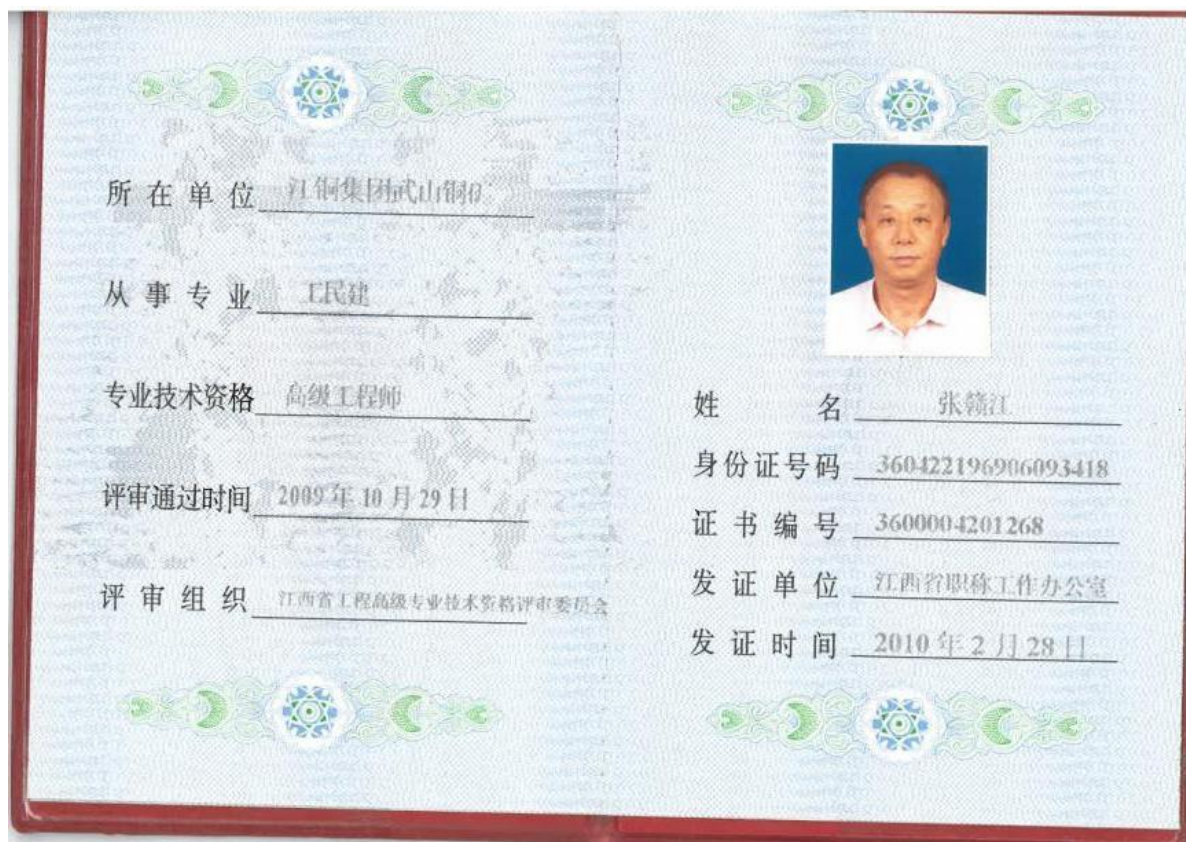 所在单位 江铜集团武山铜矿
从事专业 工民建
专业技术资格 高级工程师
评审通过时间 2009年10月29日
评审组织 江西省工程高级专业技术资格评审委员会
姓名 张赣江
身份证号码 360422196906093418
证书编号 3600004201268
发证单位 江西省职称工作办公室
发证时间 2010年2月28日